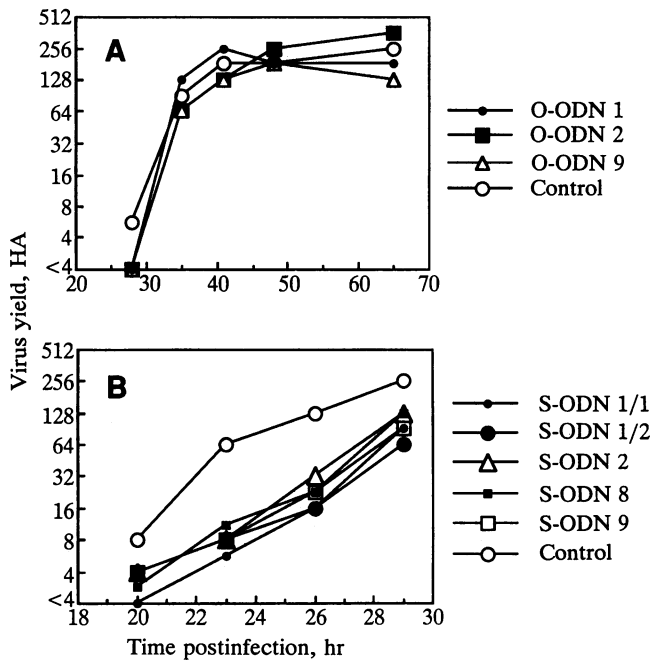 512
256
128
64
32
16
8
4
<4
A
20 30 40 50 60 70
O-ODN 1
O-ODN 2
O-ODN 9
Control
Virus yield, HA
512
256
128
64
32
16
8
4
<4
B
18 20 22 24 26 28 30
S-ODN 1/1
S-ODN 1/2
S-ODN 2
S-ODN 8
S-ODN 9
Control
Time postinfection, hr